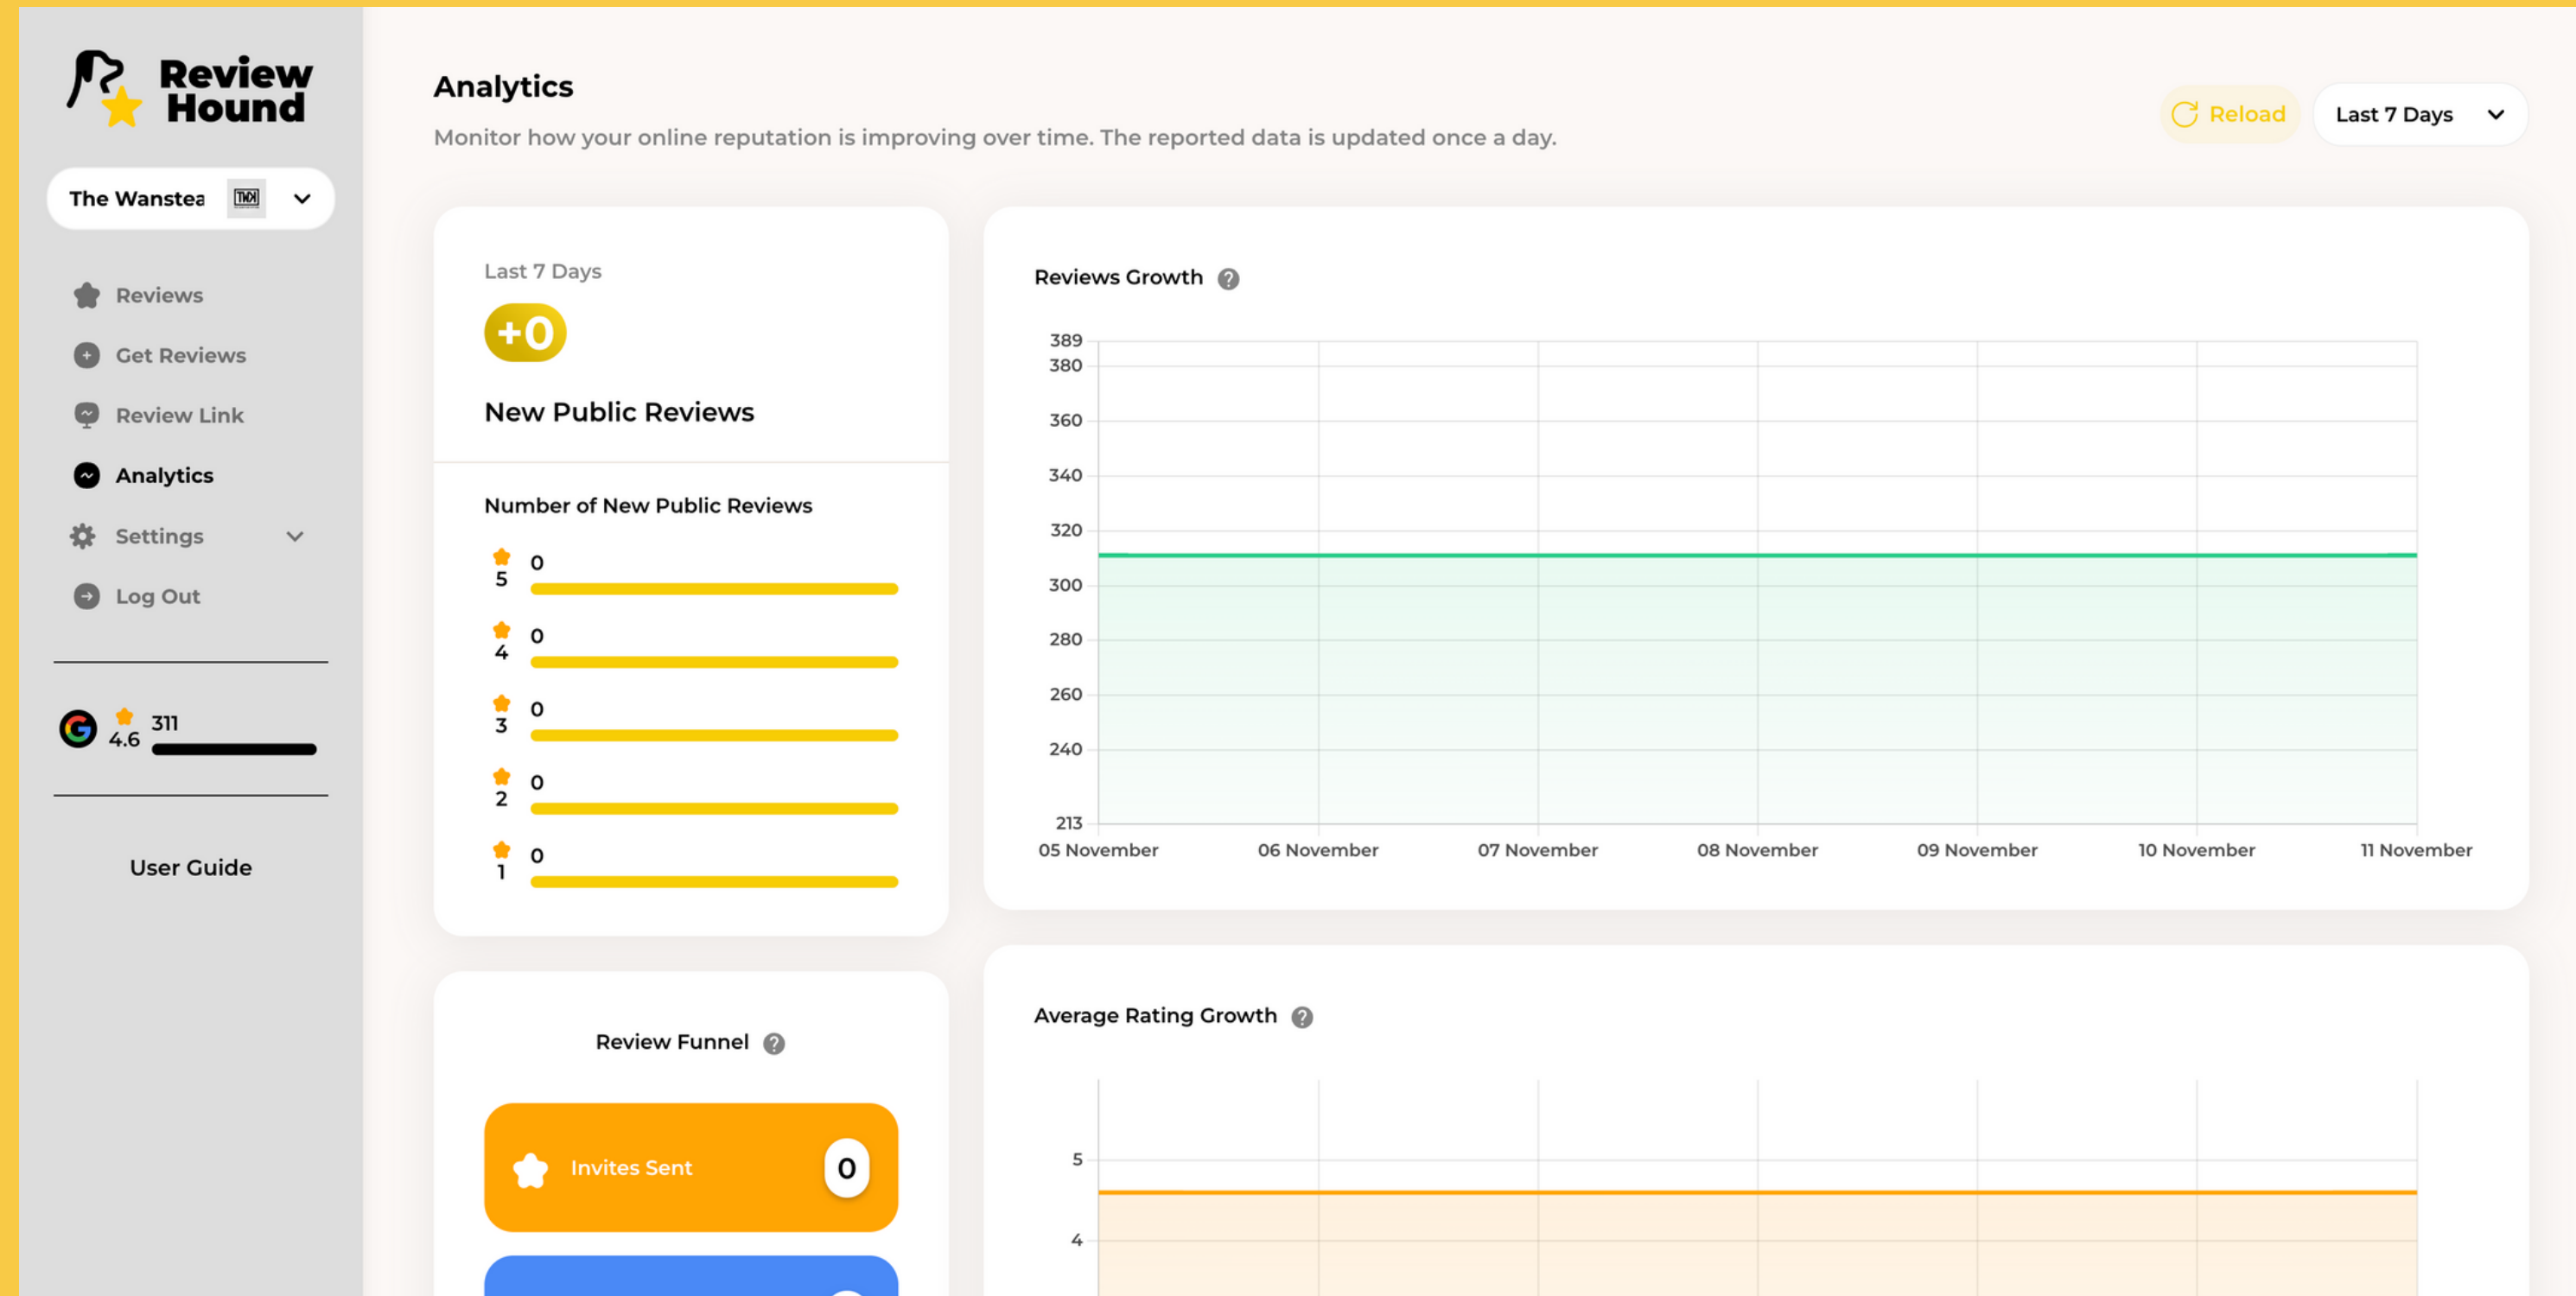 Review
Hound
The Wanstea
Reviews
Get Reviews
Review Link
Analytics
Settings
Log Out
311
4.6
User Guide
Analytics
Monitor how your online reputation is improving over time. The reported data is updated once a day.
Reload
Last 7 Days
Last 7 Days
+0
New Public Reviews
Number of New Public Reviews
0
5
0
4
0
3
0
2
0
1
Review Funnel ?
Invites Sent 0
Reviews Growth ?
389
380
360
340
320
300
280
260
240
213
05 November 06 November 07 November 08 November 09 November 10 November 11 November
Average Rating Growth ?
5
4